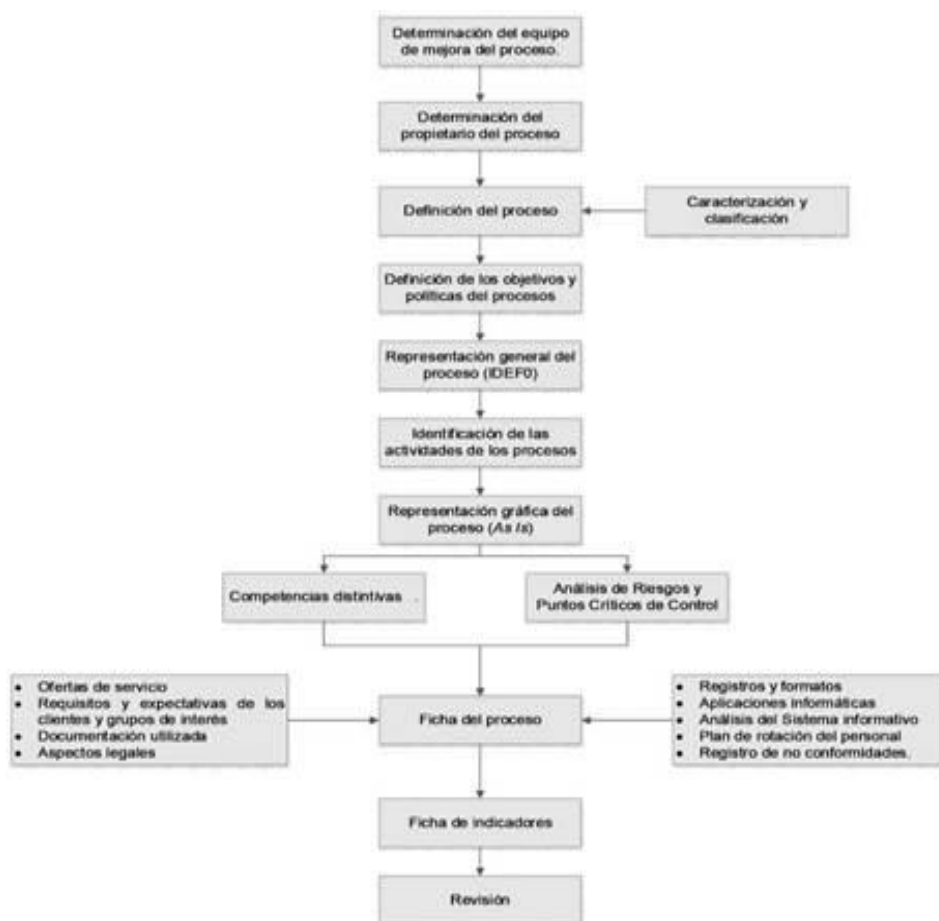 Determinación del equipo
de mejora del proceso.
Determinación del
propietario del proceso
Definición del proceso
Caracterización y
clasificación
Definición de los objetivos y
políticas del procesos
Representación general del
proceso (IDEF0)
Identificación de las
actividades de los procesos
Representación gráfica del
proceso (As Is)
Competencias distintivas .
Análisis de Riesgos y
Puntos Críticos de Control
• Ofertas de servicio
• Requisitos y expectativas de los
clientes y grupos de interés
• Documentación utilizada
• Aspectos legales
Ficha del proceso
• Registros y formatos
• Aplicaciones informáticas
• Análisis del Sistema informativo
• Plan de rotación del personal
• Registro de no conformidades.
Ficha de indicadores
Revisión